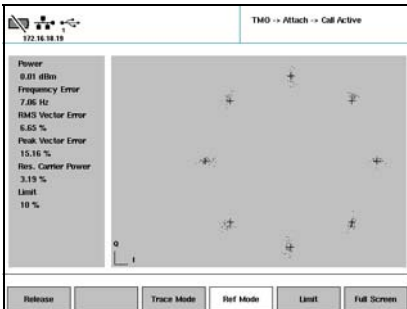 172.16.18.19
1
TMO -> Attach -> Call Active
Power
0.01 dBm
Frequency Error
7.06 Hz
RMS Vector Error
6.65 %
Peak Vector Error
15.16 %
Res. Carrier Power
3.19 %
Limit
10 %
Q
I
Release
Trace Mode
Ref Mode
Limit
Full Screen